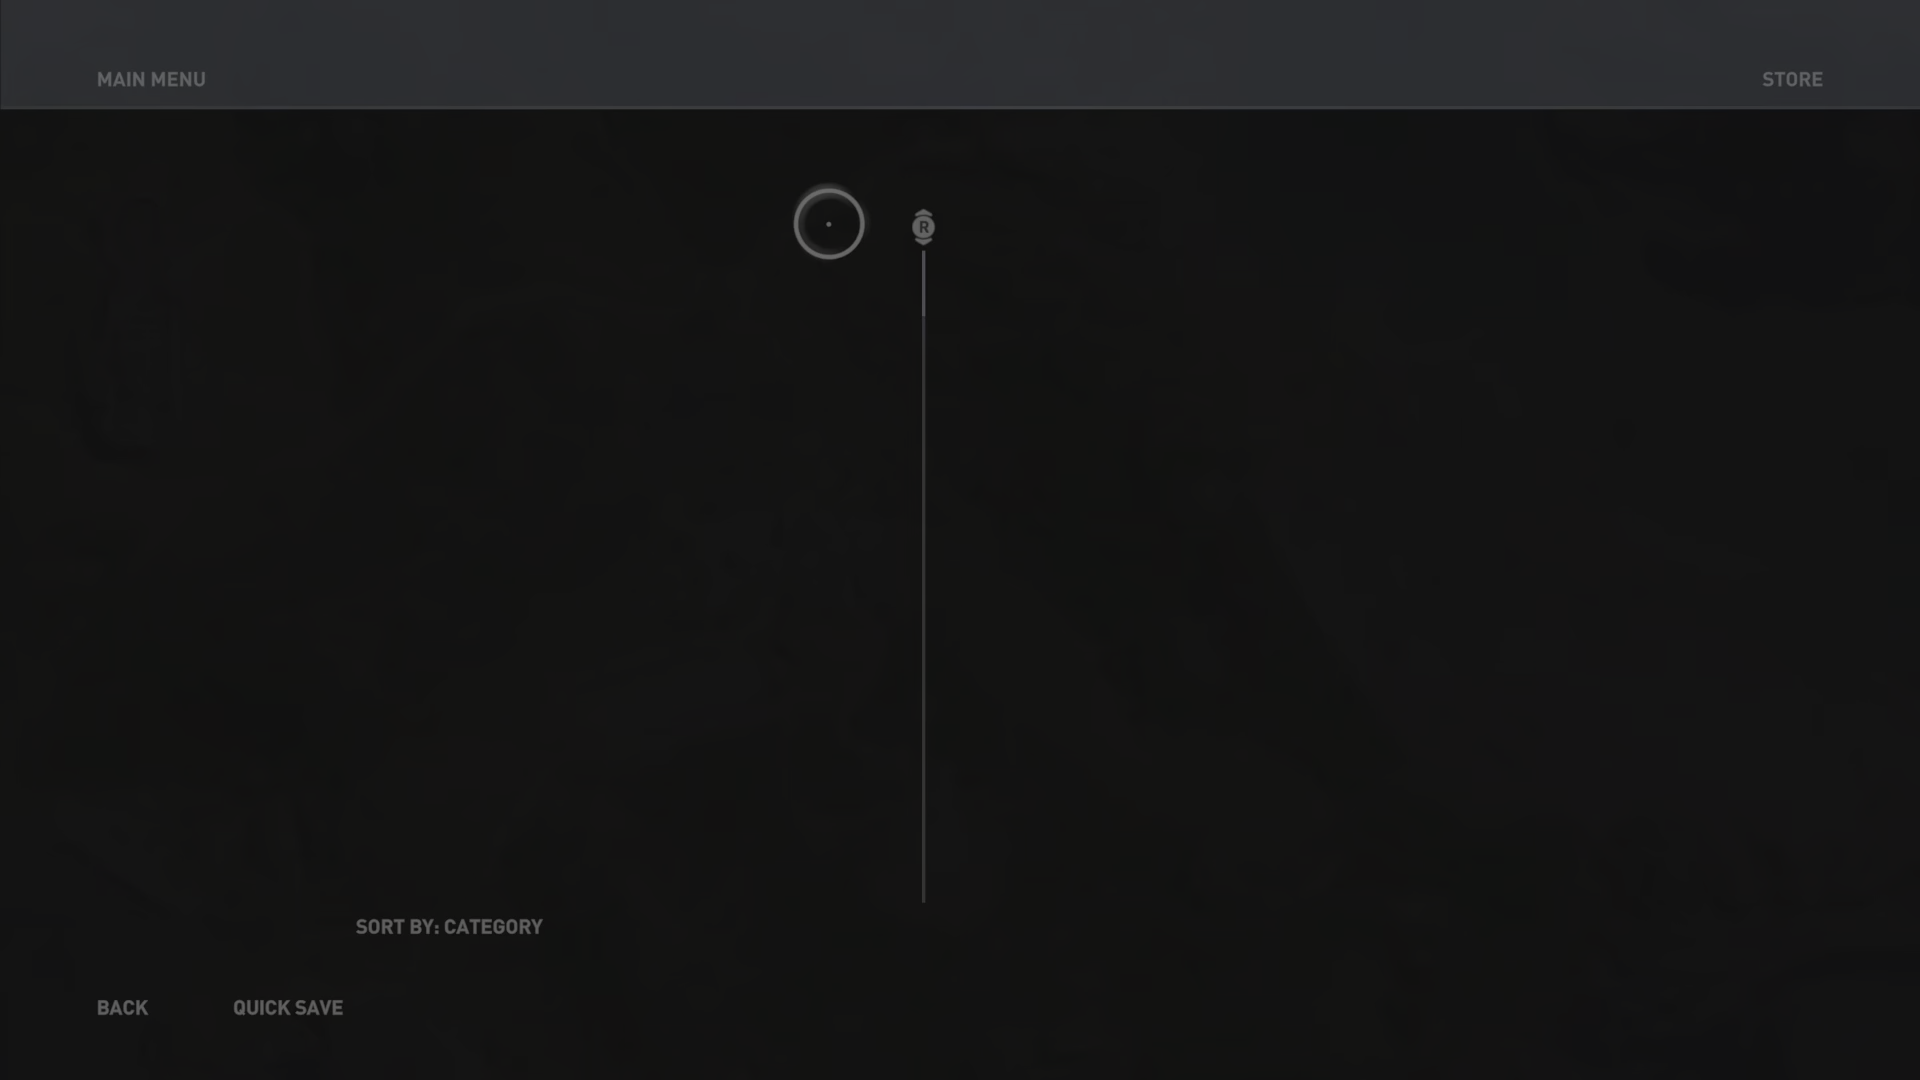 MAIN MENU
STORE
R
SORT BY: CATEGORY
BACK
QUICK SAVE